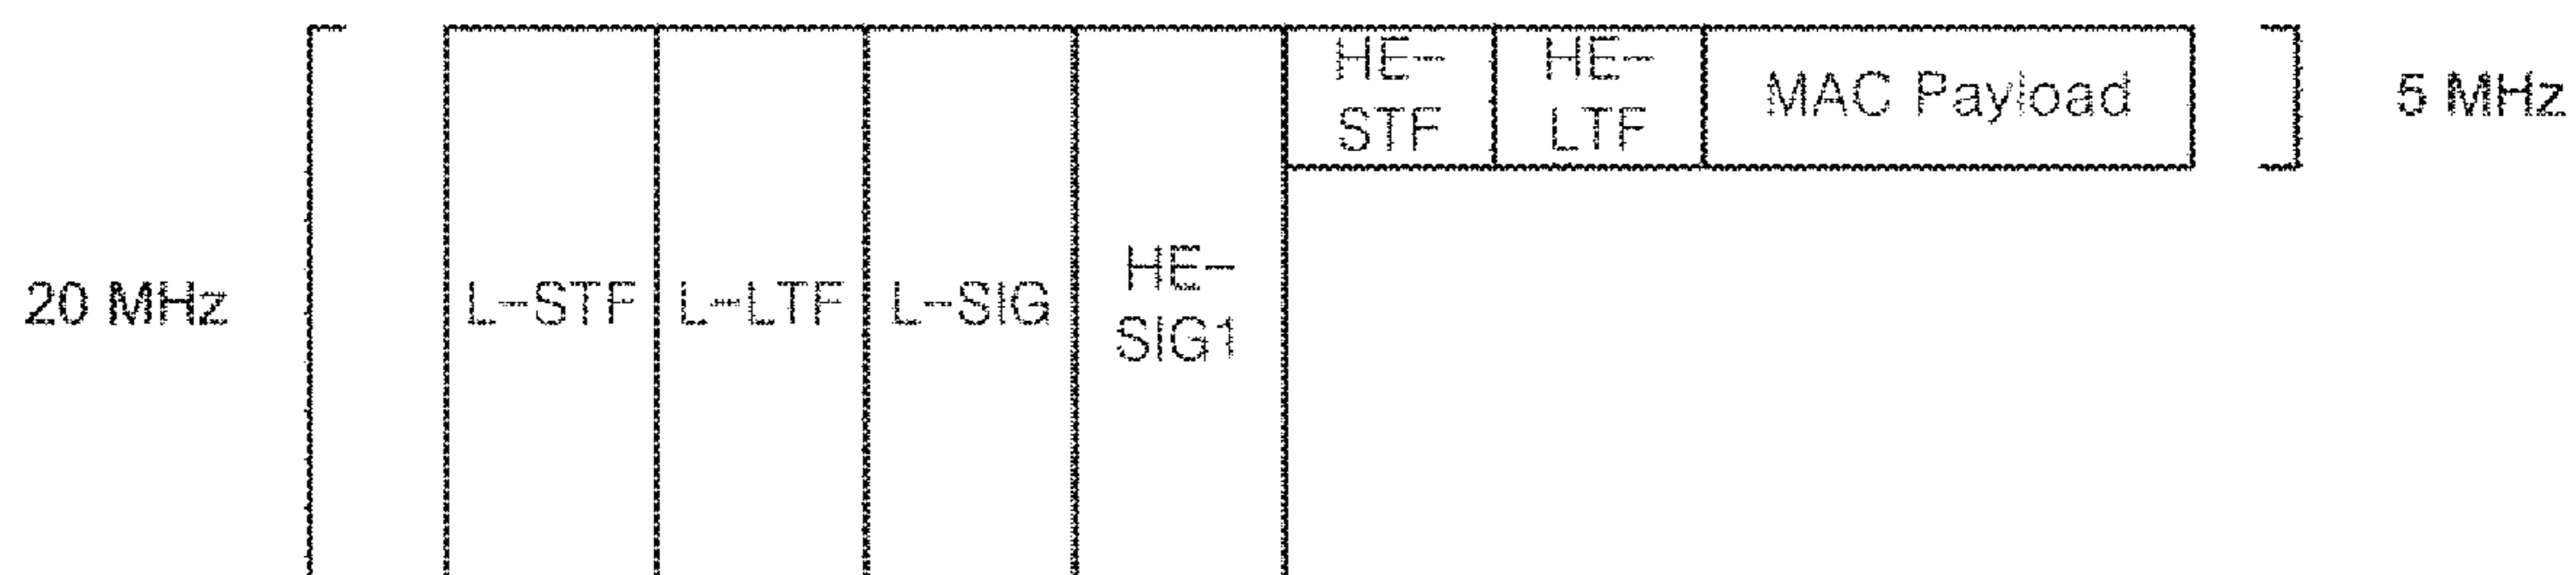 20 MHz
L-STF
L-LTF
L-SIG
HE-
SIG1
HE-
STF
HE-
LTF
MAC Payload
5 MHz